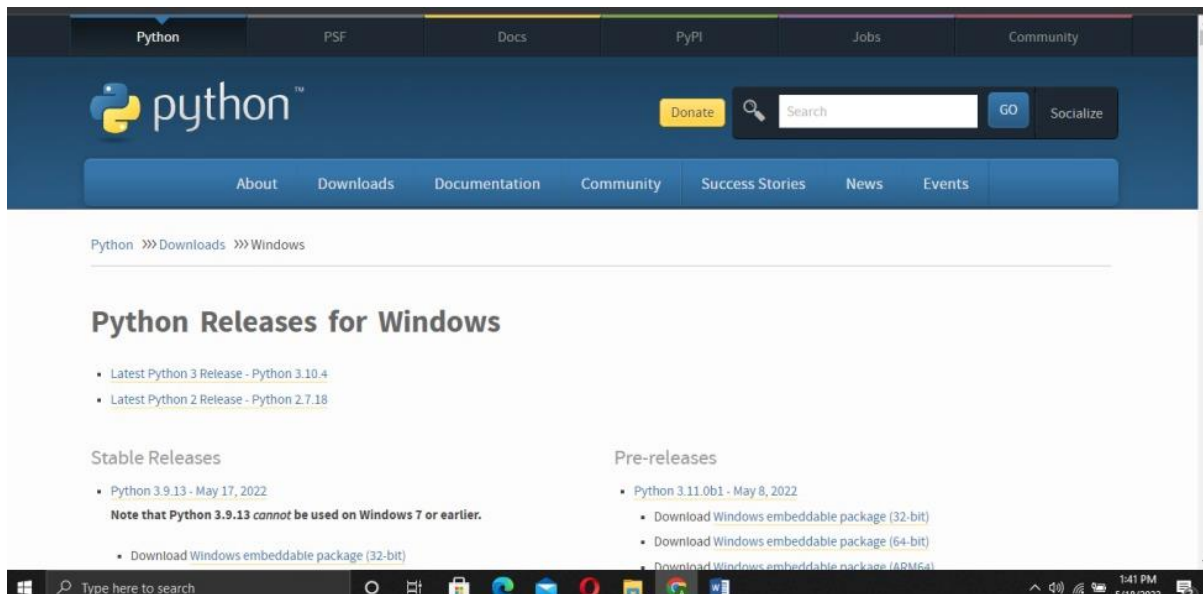 Python PSF Docs PyPI Jobs Community
python™
Donate Search GO Socialize
About Downloads Documentation Community Success Stories News Events
Python >>> Downloads >>> Windows
Python Releases for Windows
Latest Python 3 Release - Python 3.10.4
Latest Python 2 Release - Python 2.7.18
Stable Releases
Python 3.9.13 - May 17, 2022
Note that Python 3.9.13 cannot be used on Windows 7 or earlier.
Download Windows embeddable package (32-bit)
Pre-releases
Python 3.11.0b1 - May 8, 2022
Download Windows embeddable package (32-bit)
Download Windows embeddable package (64-bit)
Download Windows embeddable package (ARM64)
Type here to search
1:41 PM